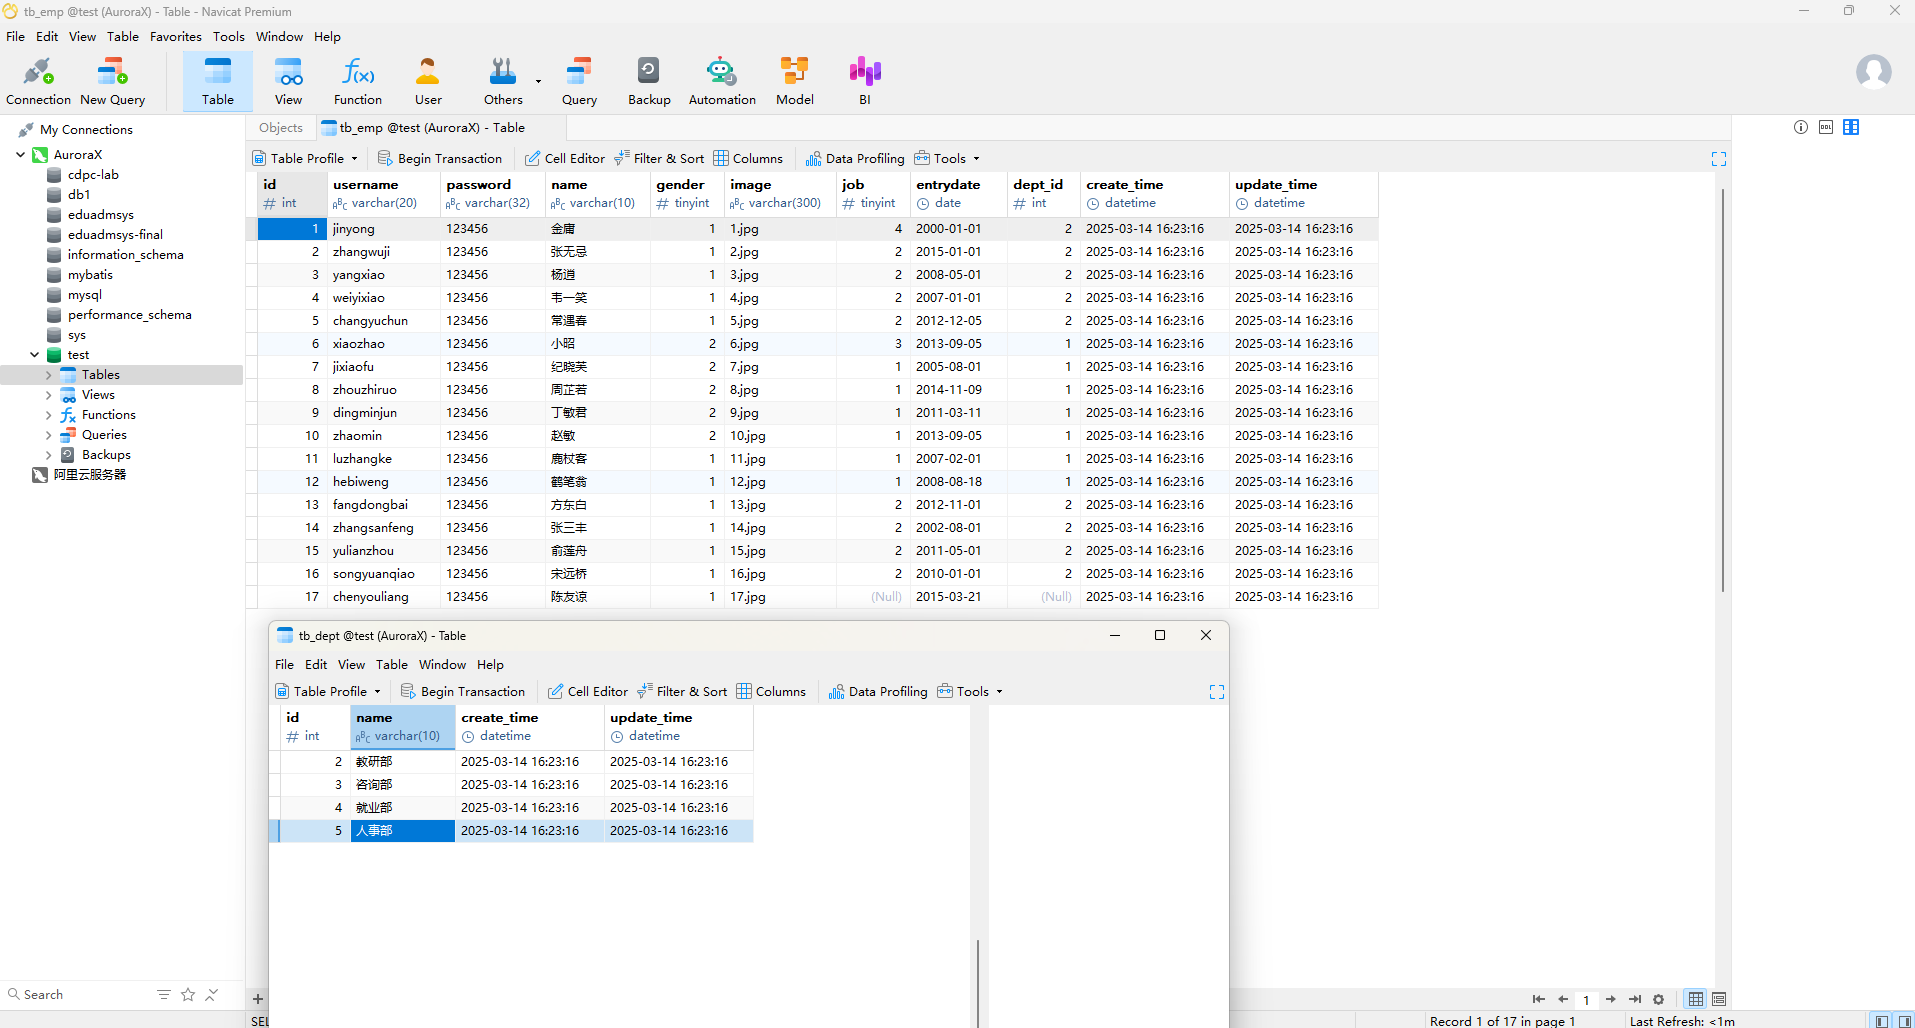 tb_emp @test (AuroraX) - Table - Navicat Premium
File Edit View Table Favorites Tools Window Help
Connection New Query Table View Function User Others Query Backup Automation Model BI
My Connections
AuroraX
cdpc-lab
db1
eduadmsys
eduadmsys-final
information_schema
mybatis
mysql
performance_schema
sys
test
Tables
Views
Functions
Queries
Backups
阿里云服务器
Search
Objects tb_emp @test (AuroraX) - Table
Table Profile Begin Transaction Cell Editor Filter & Sort Columns Data Profiling Tools
id username password name gender image job entrydate dept_id create_time update_time
# int ABC varchar(20) ABC varchar(32) ABC varchar(10) # tinyint ABC varchar(300) # tinyint date # int datetime datetime
1 jinyong 123456 金庸 1 1.jpg 4 2000-01-01 2 2025-03-14 16:23:16 2025-03-14 16:23:16
2 zhangwuji 123456 张无忌 1 2.jpg 2 2015-01-01 2 2025-03-14 16:23:16 2025-03-14 16:23:16
3 yangxiao 123456 杨逍 1 3.jpg 2 2008-05-01 2 2025-03-14 16:23:16 2025-03-14 16:23:16
4 weiyixiao 123456 韦一笑 1 4.jpg 2 2007-01-01 2 2025-03-14 16:23:16 2025-03-14 16:23:16
5 changyuchun 123456 常遇春 1 5.jpg 2 2012-12-05 2 2025-03-14 16:23:16 2025-03-14 16:23:16
6 xiaozhao 123456 小昭 2 6.jpg 3 2013-09-05 1 2025-03-14 16:23:16 2025-03-14 16:23:16
7 jixiaofu 123456 纪晓芙 2 7.jpg 1 2005-08-01 1 2025-03-14 16:23:16 2025-03-14 16:23:16
8 zhouzhiruo 123456 周芷若 2 8.jpg 1 2014-11-09 1 2025-03-14 16:23:16 2025-03-14 16:23:16
9 dingminjun 123456 丁敏君 2 9.jpg 1 2011-03-11 1 2025-03-14 16:23:16 2025-03-14 16:23:16
10 zhaomin 123456 赵敏 2 10.jpg 1 2013-09-05 1 2025-03-14 16:23:16 2025-03-14 16:23:16
11 luzhangke 123456 鹿杖客 1 11.jpg 1 2007-02-01 1 2025-03-14 16:23:16 2025-03-14 16:23:16
12 hebiweng 123456 鹤笔翁 1 12.jpg 1 2008-08-18 1 2025-03-14 16:23:16 2025-03-14 16:23:16
13 fangdongbai 123456 方东白 1 13.jpg 2 2012-11-01 2 2025-03-14 16:23:16 2025-03-14 16:23:16
14 zhangsanfeng 123456 张三丰 1 14.jpg 2 2002-08-01 2 2025-03-14 16:23:16 2025-03-14 16:23:16
15 yulianzhou 123456 俞莲舟 1 15.jpg 2 2011-05-01 2 2025-03-14 16:23:16 2025-03-14 16:23:16
16 songyuanqiao 123456 宋远桥 1 16.jpg 2 2010-01-01 2 2025-03-14 16:23:16 2025-03-14 16:23:16
17 chenyouliang 123456 陈友谅 1 17.jpg (Null) 2015-03-21 (Null) 2025-03-14 16:23:16 2025-03-14 16:23:16
tb_dept @test (AuroraX) - Table
File Edit View Table Window Help
Table Profile Begin Transaction Cell Editor Filter & Sort Columns Data Profiling Tools
id name create_time update_time
# int ABC varchar(10) datetime datetime
2 教研部 2025-03-14 16:23:16 2025-03-14 16:23:16
3 咨询部 2025-03-14 16:23:16 2025-03-14 16:23:16
4 就业部 2025-03-14 16:23:16 2025-03-14 16:23:16
5 人事部 2025-03-14 16:23:16 2025-03-14 16:23:16
1
SEL
Record 1 of 17 in page 1 Last Refresh: <1m